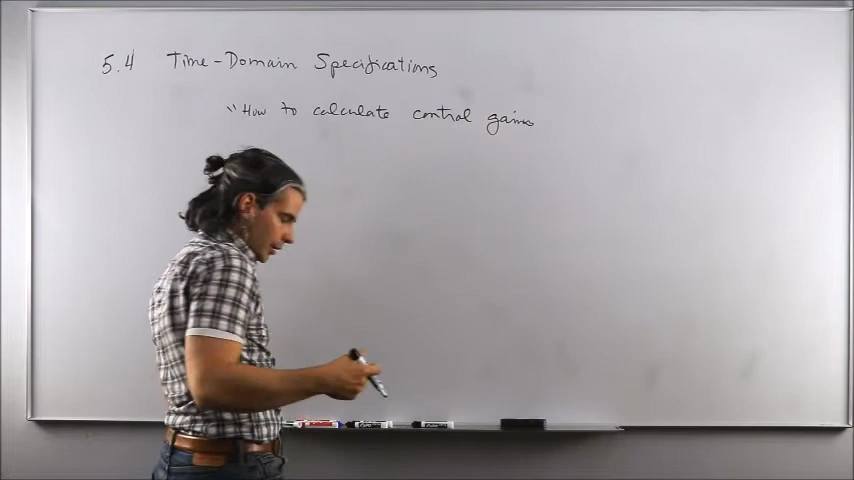 5.4 Time-Domain Specifications
"How to calculate control gains